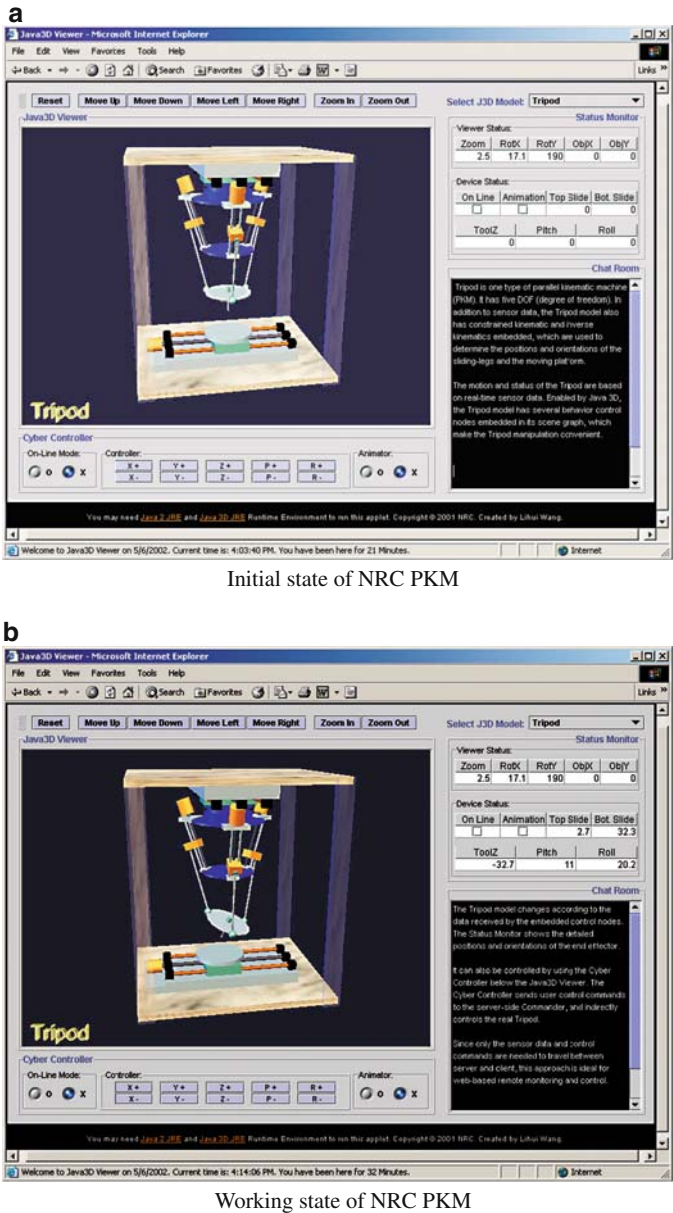 a
Java3D Viewer - Microsoft Internet Explorer
File Edit View Favorites Tools Help
Back Search Favorites Links »
Reset Move Up Move Down Move Left Move Right Zoom In Zoom Out Select J3D Model: Tripod
Java3D Viewer
Status Monitor
Viewer Status:
Zoom RotX RotY ObjX ObjY
2.5 17.1 190 0 0
Device Status:
On Line Animation Top Slide Bot. Slide
0 0
ToolZ Pitch Roll
0 0 0
Chat Room
Tripod is one type of parallel kinematic machine
(PKM). It has five DOF (degree of freedom). In
addition to sensor data, the Tripod model also
has constrained kinematic and inverse
kinematics embedded, which are used to
determine the positions and orientations of the
sliding-legs and the moving platform.
The motion and status of the Tripod are based
on real-time sensor data. Enabled by Java 3D,
the Tripod model has several behavior control
nodes embedded in its scene graph, which
make the Tripod manipulation convenient.
Tripod
Cyber Controller
On-Line Mode: Controller: Animator:
O X X + Y + Z + P + R + O X
X - Y - Z - P - R -
You may need Java 2 JRE and Java 3D JRE Runtime Environment to run this applet. Copyright © 2001 NRC. Created by Lihui Wang.
Welcome to Java3D Viewer on 5/6/2002. Current time is: 4:03:40 PM. You have been here for 21 Minutes. Internet
Initial state of NRC PKM
b
Java3D Viewer - Microsoft Internet Explorer
File Edit View Favorites Tools Help
Back Search Favorites Links »
Reset Move Up Move Down Move Left Move Right Zoom In Zoom Out Select J3D Model: Tripod
Java3D Viewer
Status Monitor
Viewer Status:
Zoom RotX RotY ObjX ObjY
2.5 17.1 190 0 0
Device Status:
On Line Animation Top Slide Bot. Slide
2.7 32.3
ToolZ Pitch Roll
-32.7 11 20.2
Chat Room
The Tripod model changes according to the
data received by the embedded control nodes.
The Status Monitor shows the detailed
positions and orientations of the end effector.
It can also be controlled by using the Cyber
Controller below the Java3D Viewer. The
Cyber Controller sends user control commands
to the server-side Commander, and indirectly
controls the real Tripod.
Since only the sensor data and control
commands are needed to travel between
server and client, this approach is ideal for
web-based remote monitoring and control.
Tripod
Cyber Controller
On-Line Mode: Controller: Animator:
O X X + Y + Z + P + R + O X
X - Y - Z - P - R -
You may need Java 2 JRE and Java 3D JRE Runtime Environment to run this applet. Copyright © 2001 NRC. Created by Lihui Wang.
Welcome to Java3D Viewer on 5/6/2002. Current time is: 4:14:06 PM. You have been here for 32 Minutes. Internet
Working state of NRC PKM